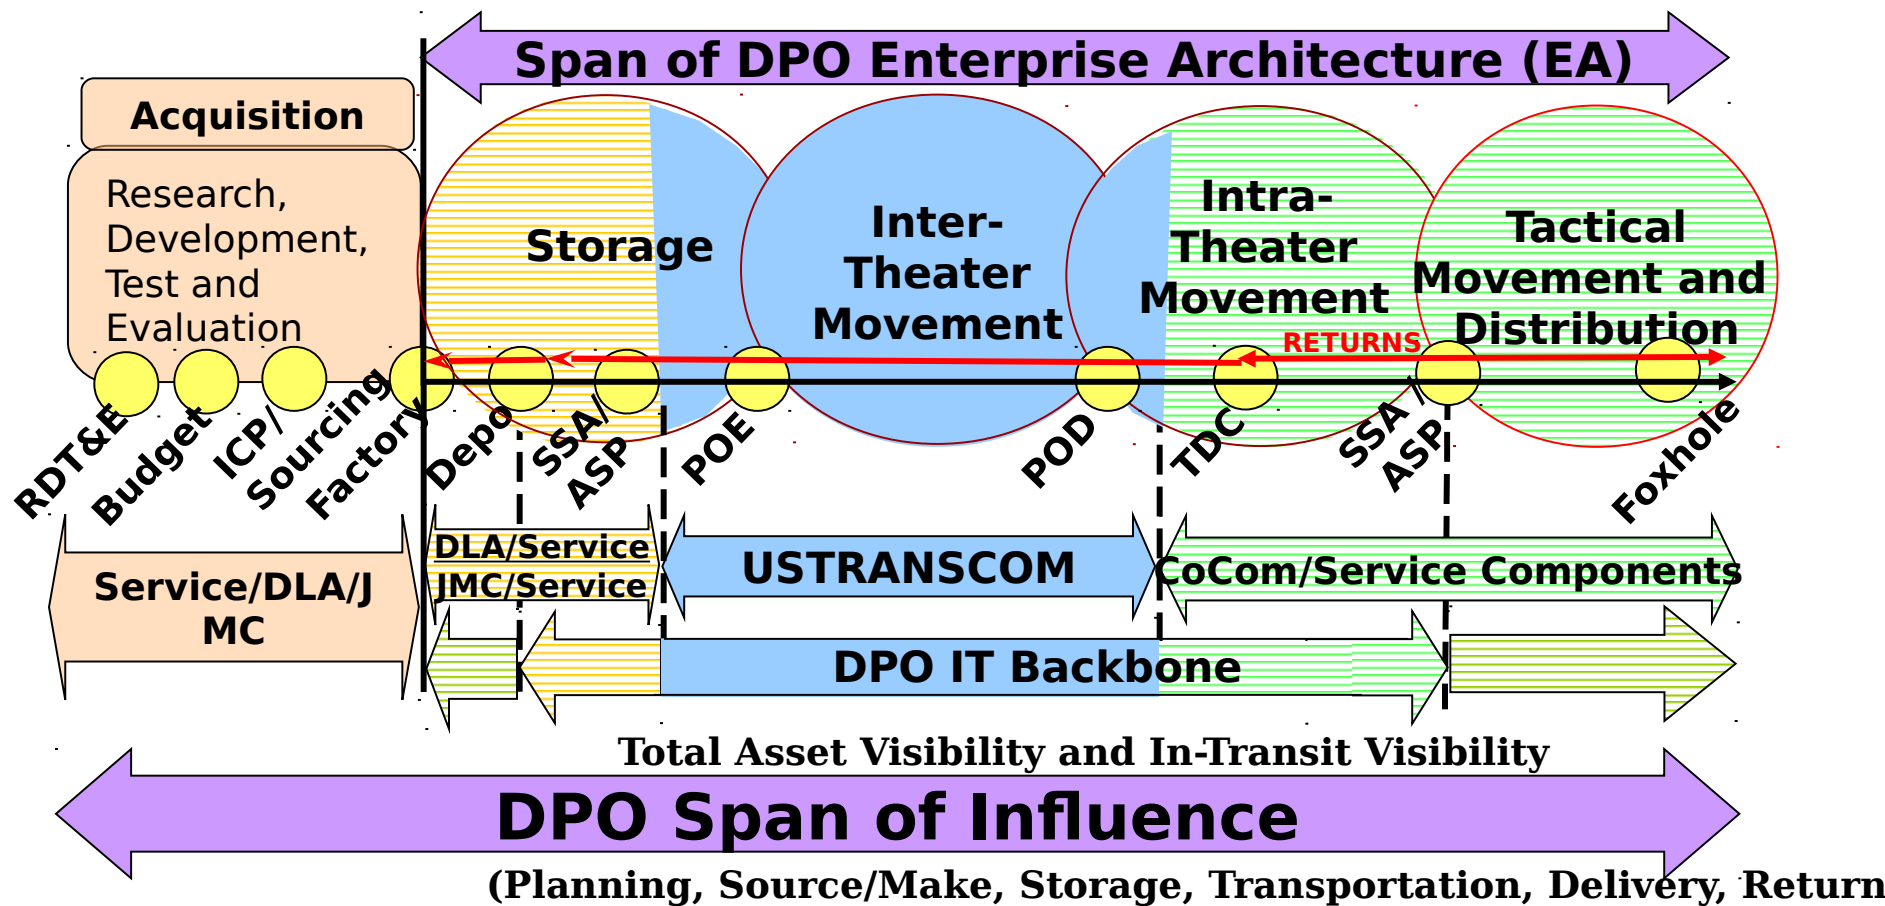 Span of DPO Enterprise Architecture (EA)
Acquisition
Research,
Development,
Test and
Evaluation
Storage
Inter-
Theater
Movement
Intra-
Theater
Movement
Tactical
Movement and
Distribution
RETURNS
RDT&E
Budget
ICP/
Sourcing
Factory
Depo
SSA/
ASP
POE
POD
TDC
SSA /
ASP
Foxhole
Service/DLA/J
MC
DLA/Service
JMC/Service
USTRANSCOM
CoCom/Service Components
DPO IT Backbone
Total Asset Visibility and In-Transit Visibility
DPO Span of Influence
(Planning, Source/Make, Storage, Transportation, Delivery, Return